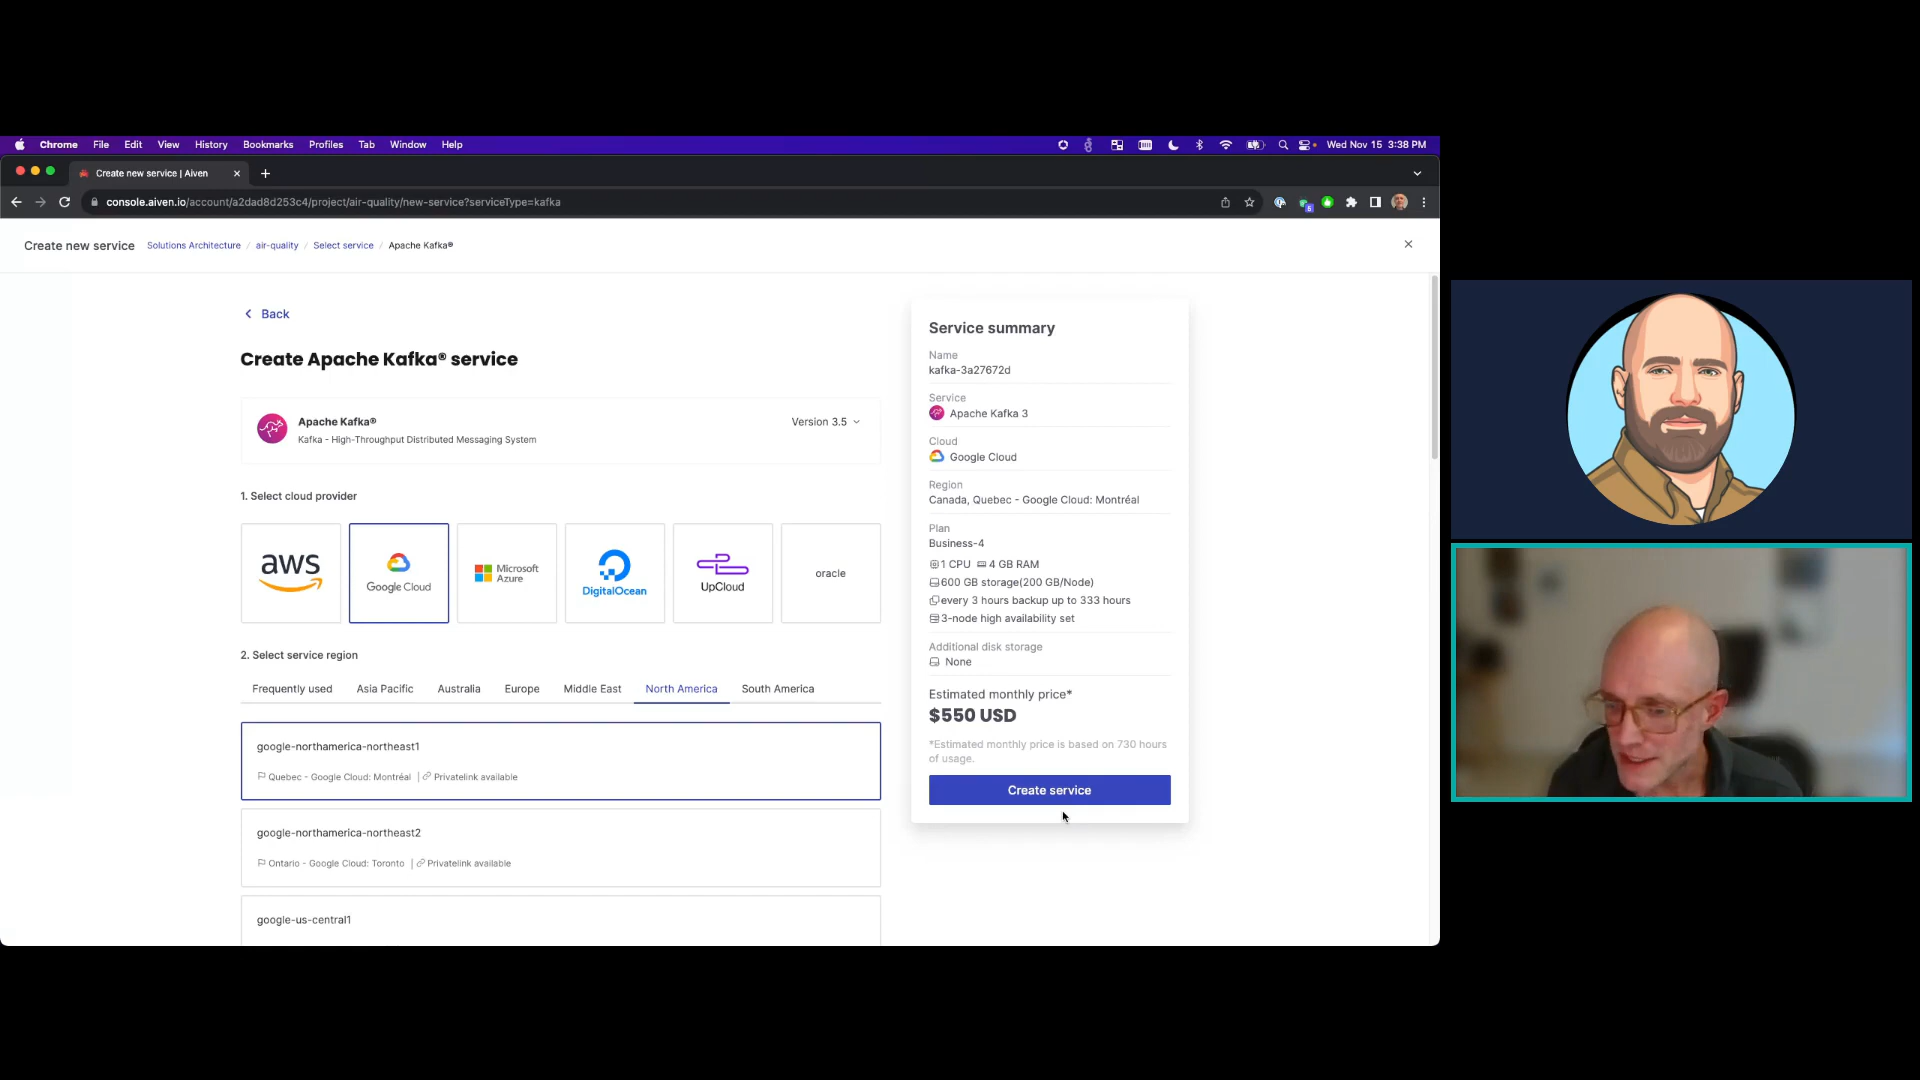 Chrome File Edit View History Bookmarks Profiles Tab Window Help
Wed Nov 15 3:38 PM
Create new service | Aiven
console.aiven.io/account/a2dad8d253c4/project/air-quality/new-service?serviceType=kafka
5
Create new service Solutions Architecture / air-quality / Select service / Apache Kafka®
Back
Create Apache Kafka® service
Apache Kafka®
Kafka - High-Throughput Distributed Messaging System
Version 3.5
1. Select cloud provider
aws
Google Cloud
Microsoft
Azure
DigitalOcean
UpCloud
oracle
2. Select service region
Frequently used Asia Pacific Australia Europe Middle East North America South America
google-northamerica-northeast1
Quebec - Google Cloud: Montréal | Privatelink available
google-northamerica-northeast2
Ontario - Google Cloud: Toronto | Privatelink available
google-us-central1
Service summary
Name
kafka-3a27672d
Service
Apache Kafka 3
Cloud
Google Cloud
Region
Canada, Quebec - Google Cloud: Montréal
Plan
Business-4
1 CPU 4 GB RAM
600 GB storage(200 GB/Node)
every 3 hours backup up to 333 hours
3-node high availability set
Additional disk storage
None
Estimated monthly price*
$550 USD
*Estimated monthly price is based on 730 hours
of usage.
Create service